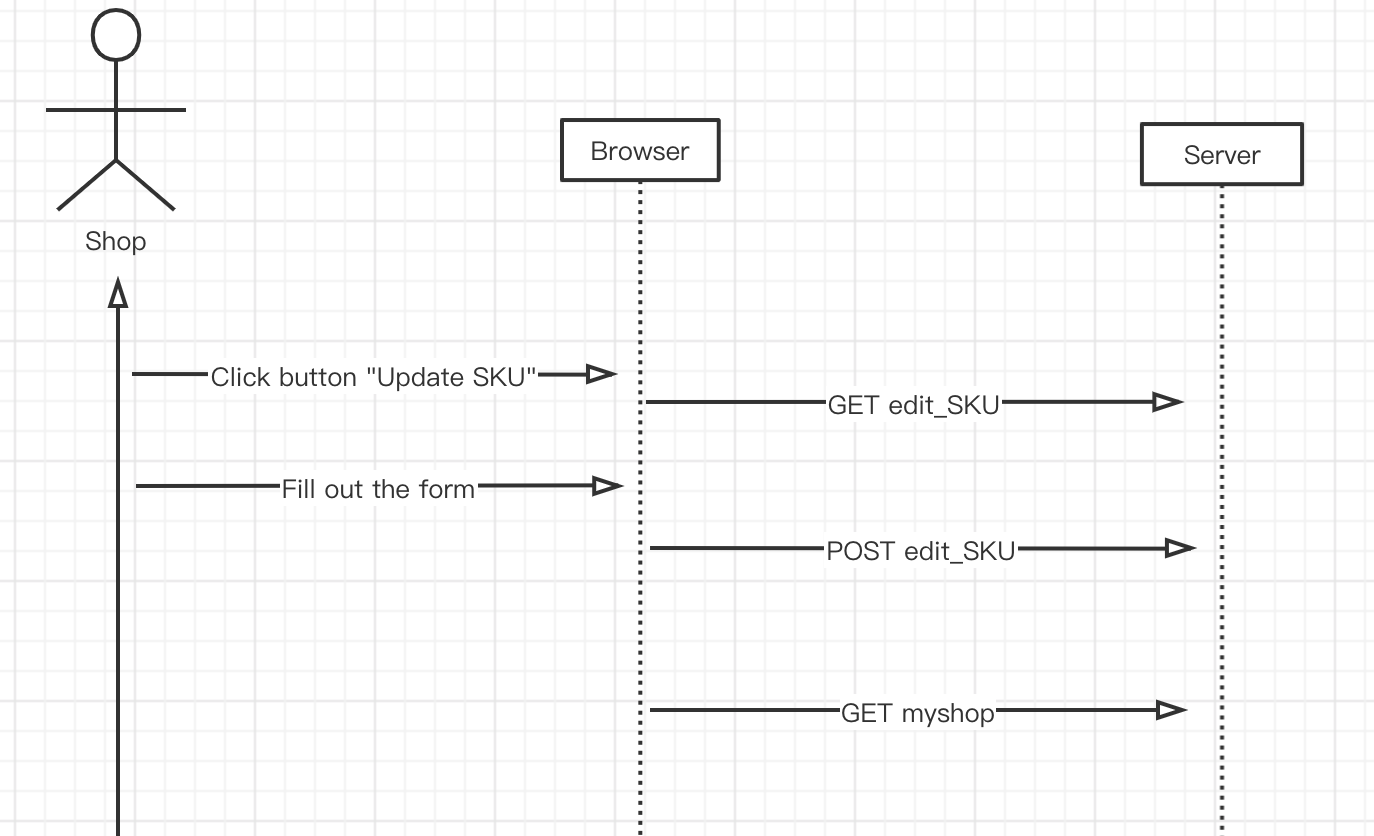 Browser
Server
Shop
Click button "Update SKU"
GET edit_SKU
Fill out the form
POST edit_SKU
GET myshop